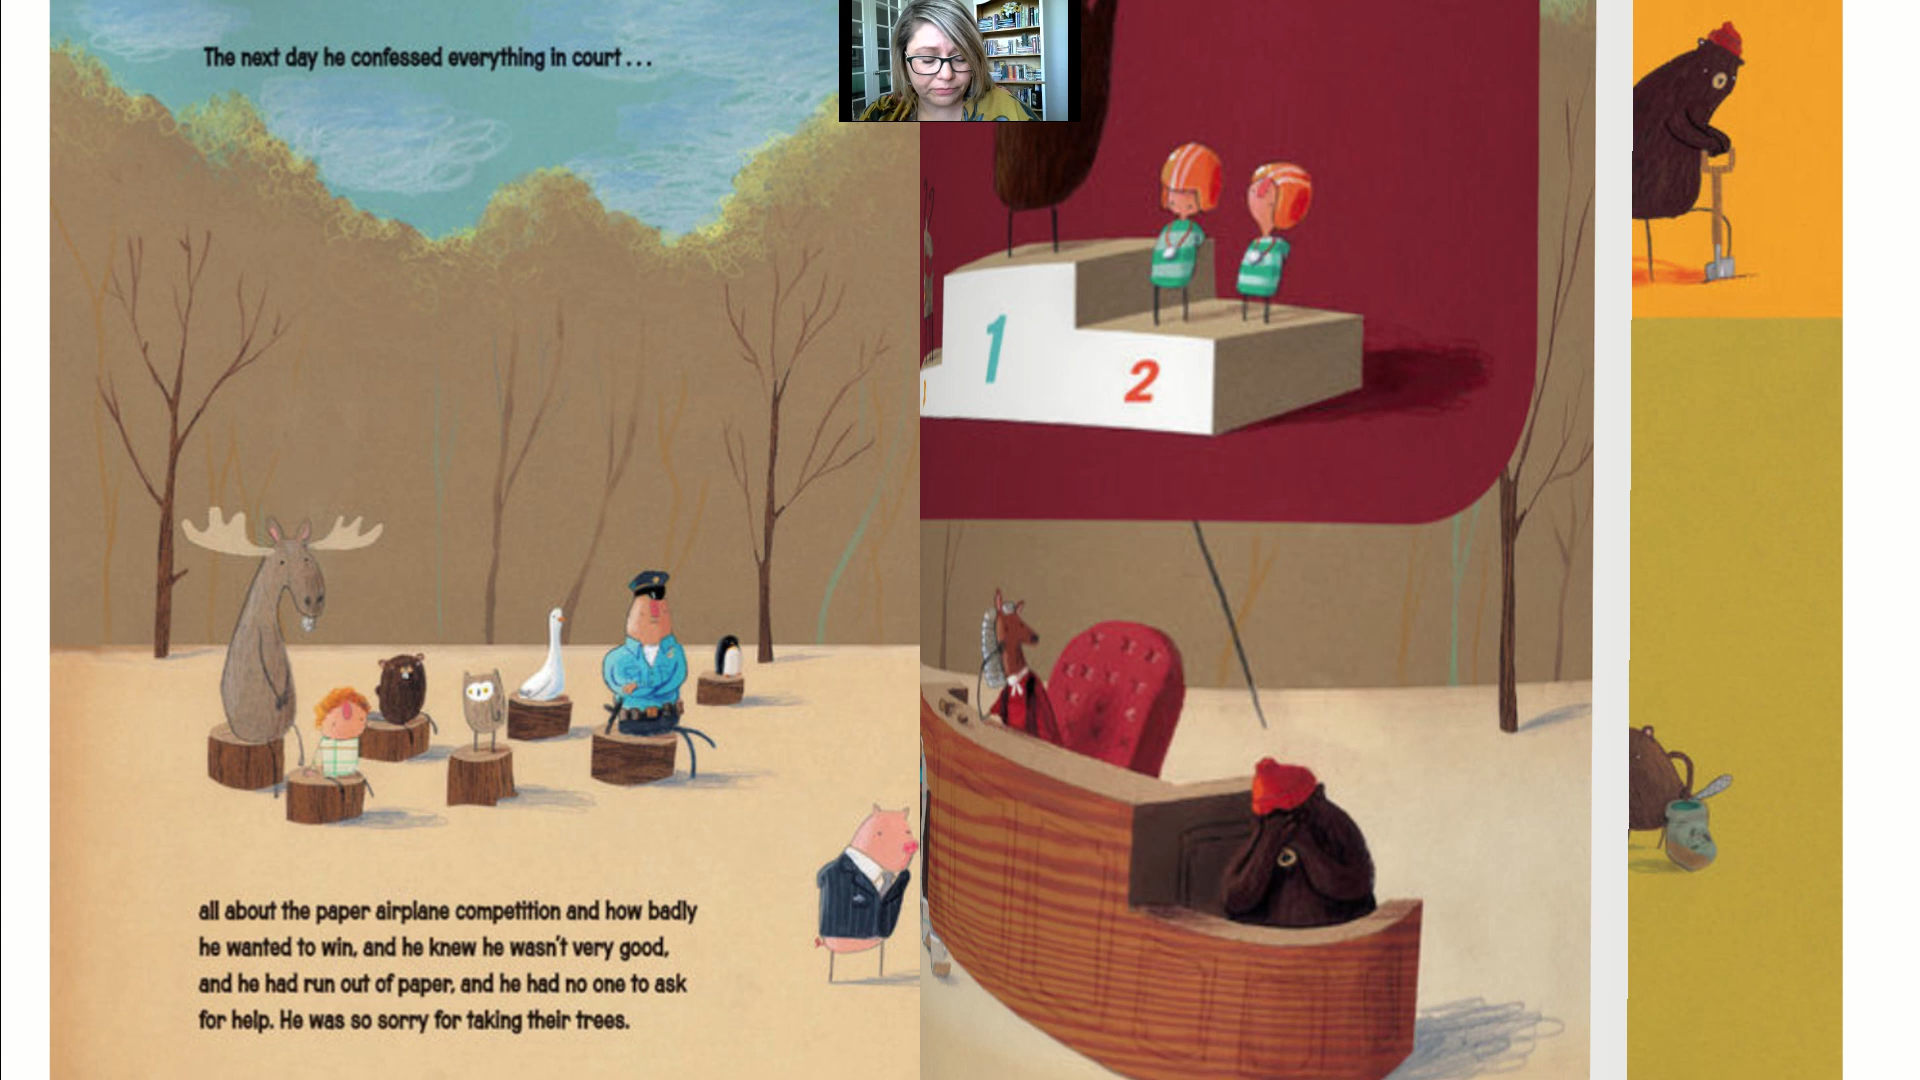 The next day he confessed everything in court . . .
1
2
all about the paper airplane competition and how badly
he wanted to win, and he knew he wasn't very good,
and he had run out of paper, and he had no one to ask
for help. He was so sorry for taking their trees.